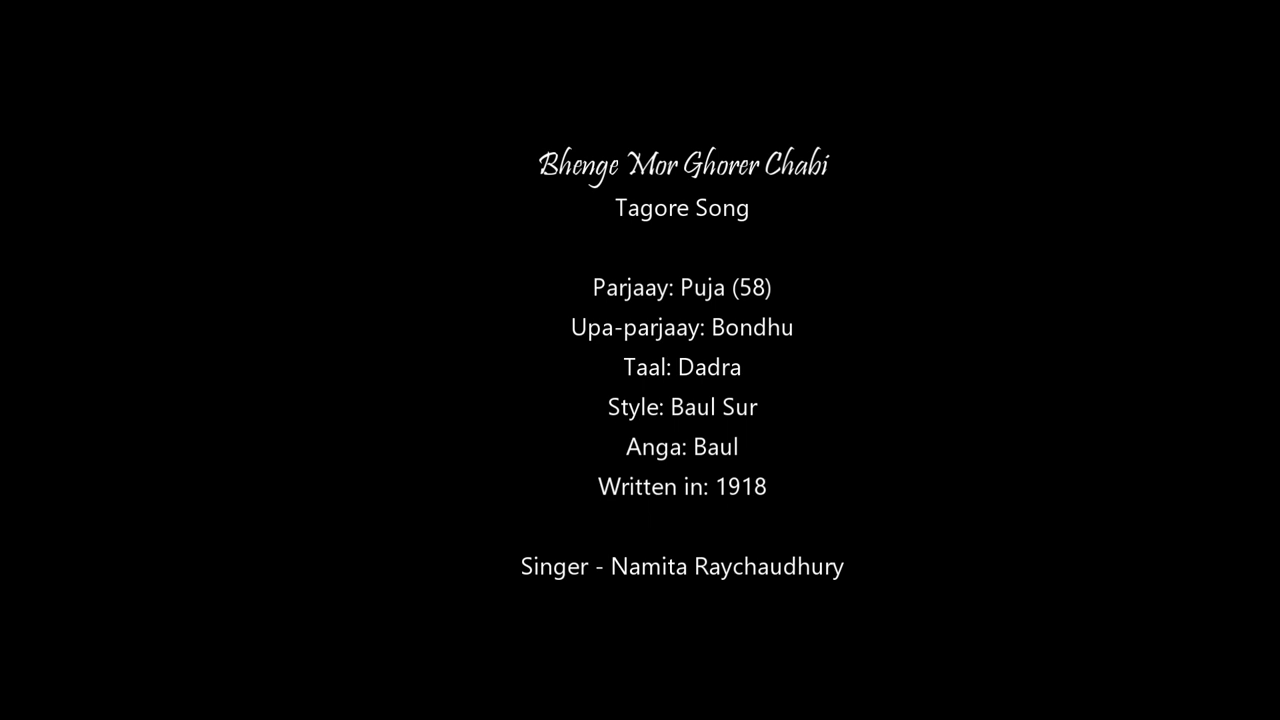 Bhenge Mor Ghorer Chabi
Tagore Song
Parjaay: Puja (58)
Upa-parjaay: Bondhu
Taal: Dadra
Style: Baul Sur
Anga: Baul
Written in: 1918
Singer - Namita Raychaudhury